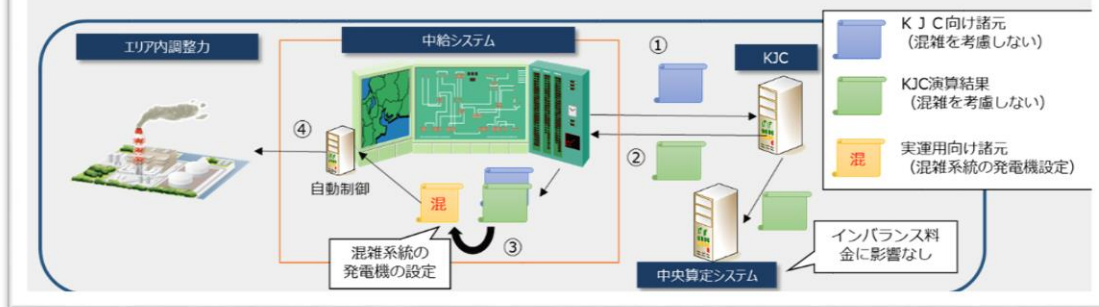 エリア内調整力
中給システム
①
KJC
ＫＪＣ向け諸元
(混雑を考慮しない)
KJC演算結果
(混雑を考慮しない)
実運用向け諸元
(混雑系統の発電機設定)
混
④
②
自動制御
混
③
混雑系統の
発電機の設定
中央算定システム
インバランス料
金に影響なし